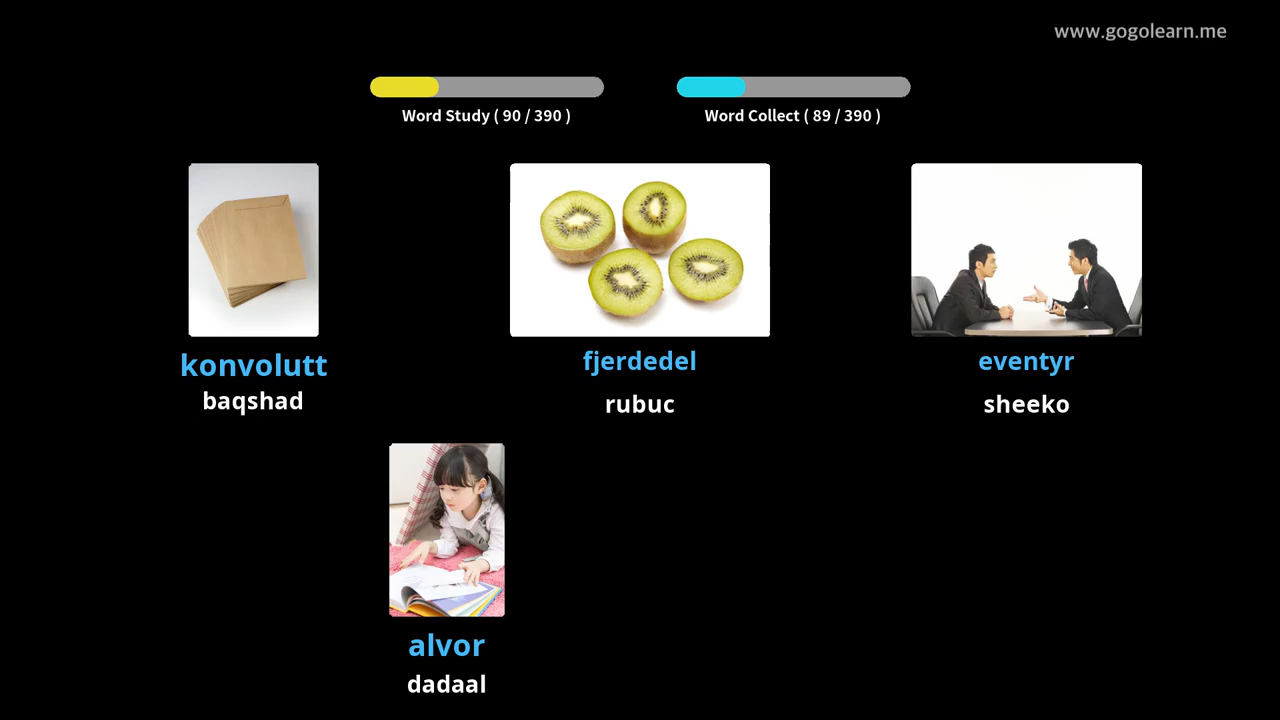 www.gogolearn.me
Word Study ( 90 / 390 )
Word Collect ( 89 / 390 )
konvolutt
baqshad
fjerdedel
rubuc
eventyr
sheeko
alvor
dadaal